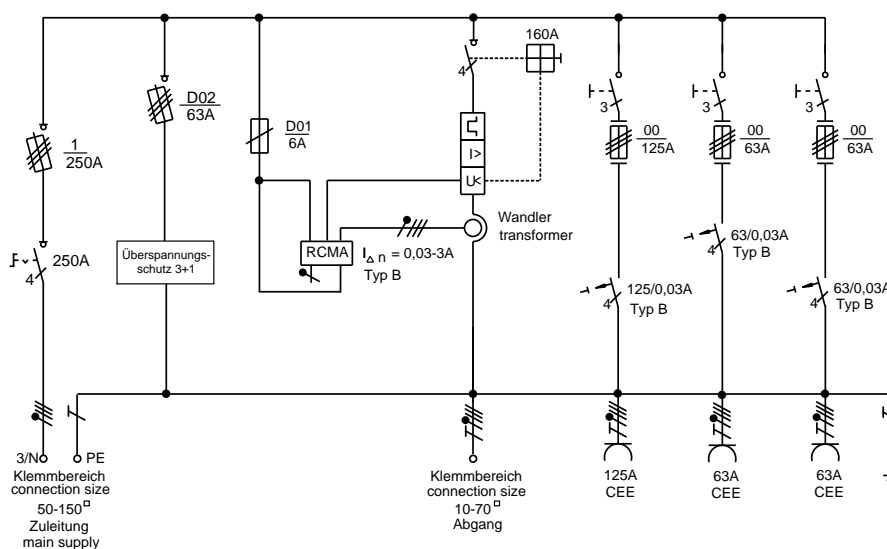 160A
4
D02
63A
1
250A
D01
6A
I>
U<
3
00
125A
3
00
63A
3
00
63A
Wandler
transformer
Überspannungs-
schutz 3+1
250A
4
RCMA
I Δ n = 0,03-3A
Typ B
63/0,03A
4
Typ B
125/0,03A
4
Typ B
63/0,03A
4
Typ B
3/N
PE
Klemmbereich
connection size
50-150□
Zuleitung
main supply
Klemmbereich
connection size
10-70□
Abgang
125A
CEE
63A
CEE
63A
CEE